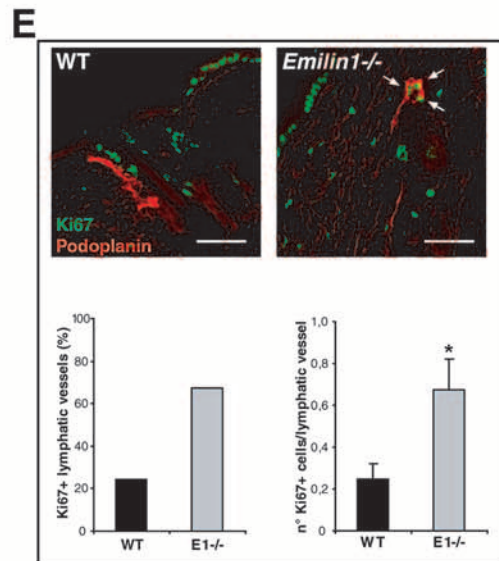 E
WT
Emilin1-/-
Ki67
Podoplanin
Ki67+ lymphatic vessels (%)
100
80
60
40
20
0
WT
E1-/-
n° Ki67+ cells/lymphatic vessel
1,0
0,8
0,6
0,4
0,2
0
*
WT
E1-/-